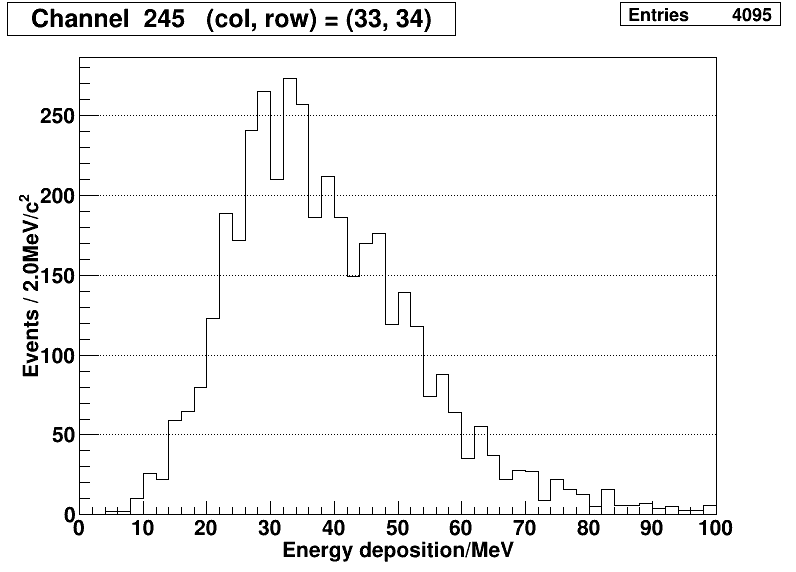 Channel 245 (col, row) = (33, 34)
Entries 4095
Events / 2.0MeV/c²
250
200
150
100
50
0
0 10 20 30 40 50 60 70 80 90 100
Energy deposition/MeV